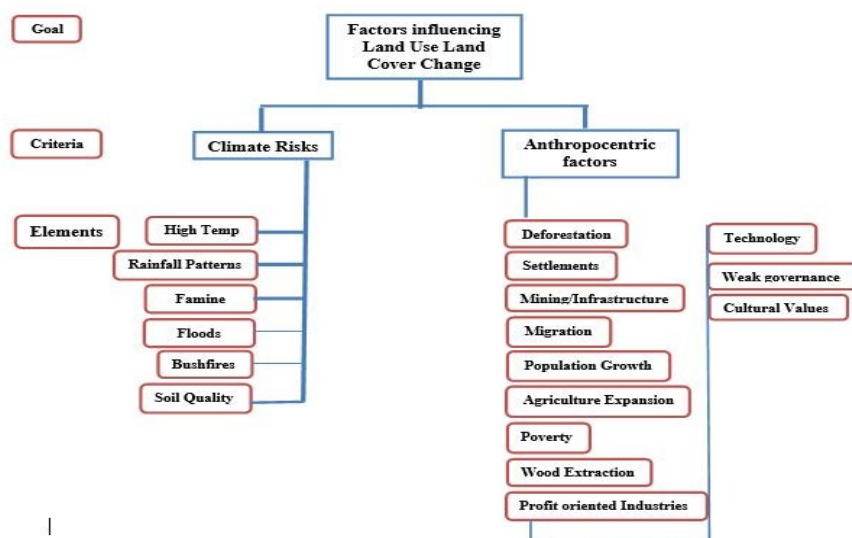 Goal
Factors influencing
Land Use Land
Cover Change
Criteria
Climate Risks
Anthropocentric
factors
Elements
High Temp
Rainfall Patterns
Famine
Floods
Bushfires
Soil Quality
Deforestation
Settlements
Mining/Infrastructure
Migration
Population Growth
Agriculture Expansion
Poverty
Wood Extraction
Profit oriented Industries
Technology
Weak governance
Cultural Values